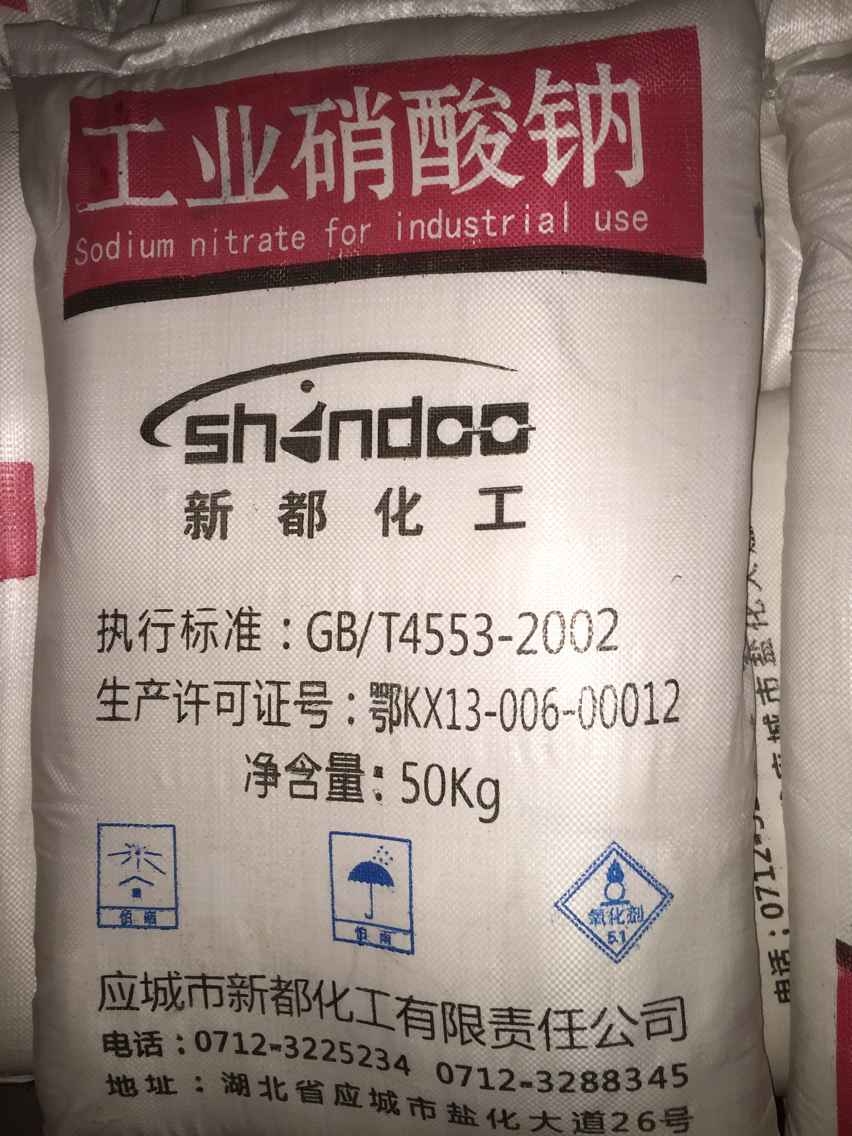 工业硝酸钠
Sodium nitrate for industrial use
shindoo
新都化工
执行标准：GB/T4553-2002
生产许可证号：鄂KX13-006-00012
净含量：50Kg
怕雨
氧化剂
5.1
应城市新都化工有限责任公司
电话：0712-3225234 0712-3288345
地址：湖北省应城市盐化大道26号